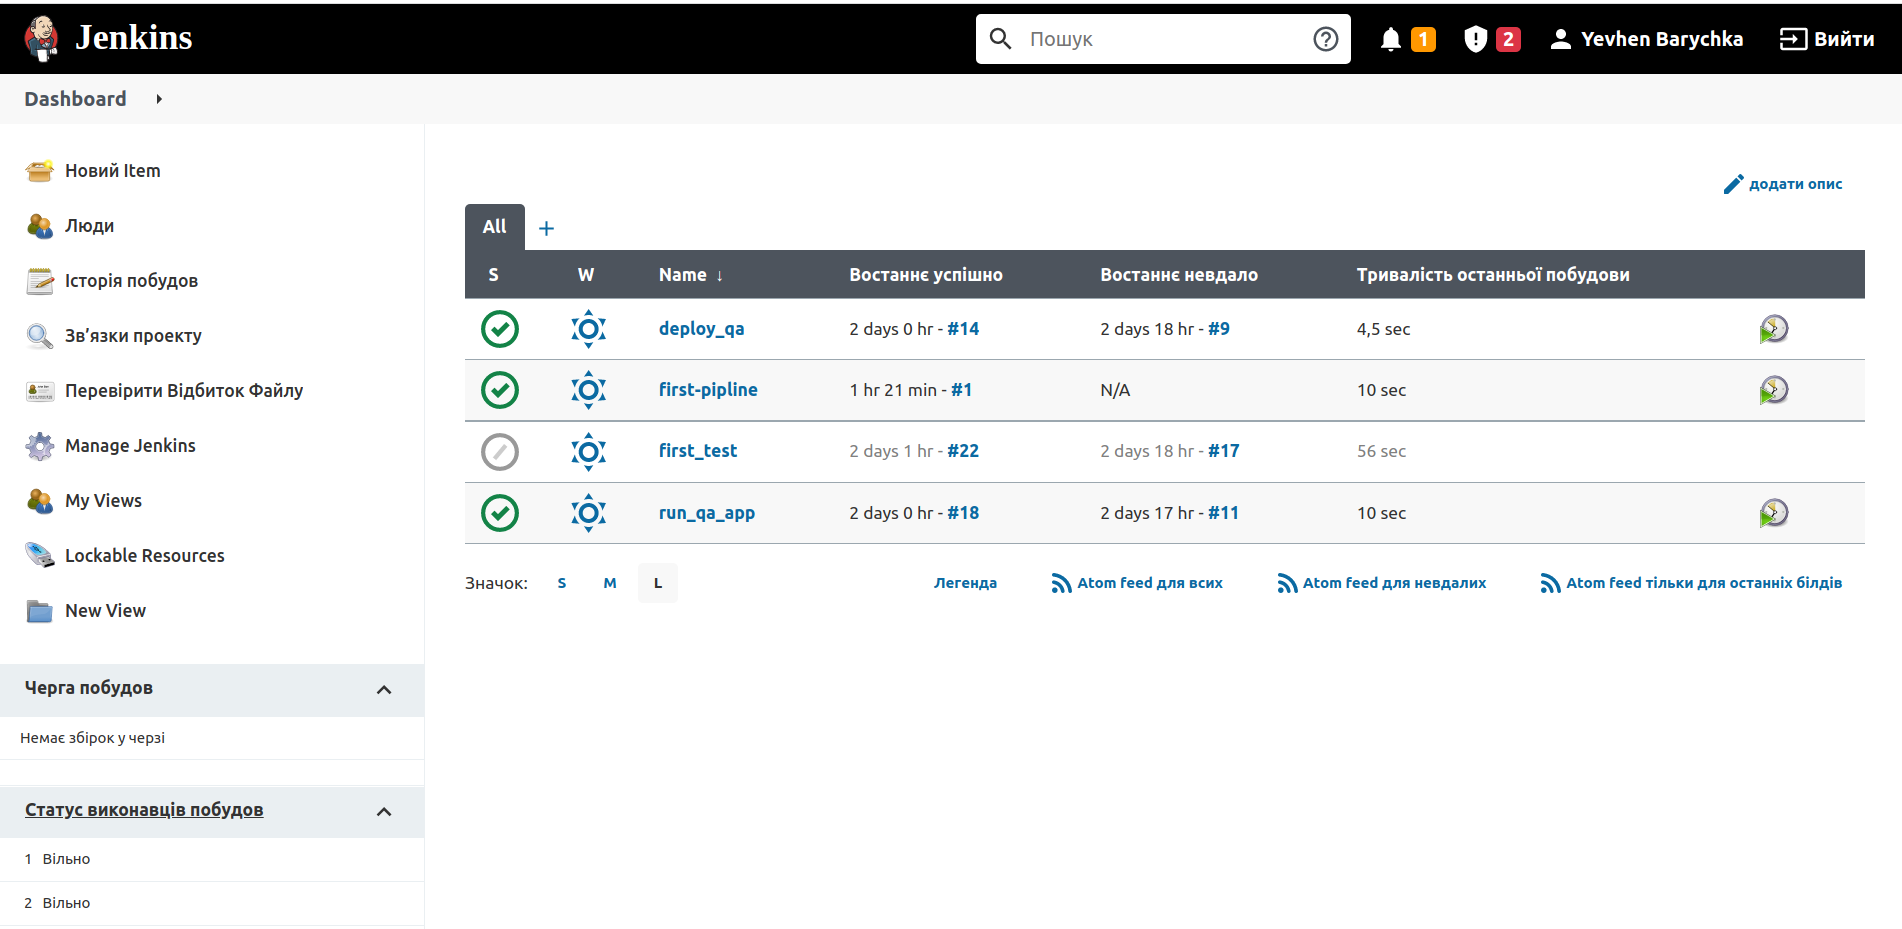 Jenkins
Пошук
1
2
Yevhen Barychka
Вийти
Dashboard
Новий Item
Люди
Історія побудов
Зв’язки проекту
Перевірити Відбиток Файлу
Manage Jenkins
My Views
Lockable Resources
New View
Черга побудов
Немає збірок у черзі
Статус виконавців побудов
1 Вільно
2 Вільно
додати опис
All +
S W Name ↓ Востаннє успішно Востаннє невдало Тривалість останньої побудови
deploy_qa 2 days 0 hr - #14 2 days 18 hr - #9 4,5 sec
first-pipline 1 hr 21 min - #1 N/A 10 sec
first_test 2 days 1 hr - #22 2 days 18 hr - #17 56 sec
run_qa_app 2 days 0 hr - #18 2 days 17 hr - #11 10 sec
Значок: S M L Легенда Atom feed для всих Atom feed для невдалих Atom feed тільки для останніх білдів